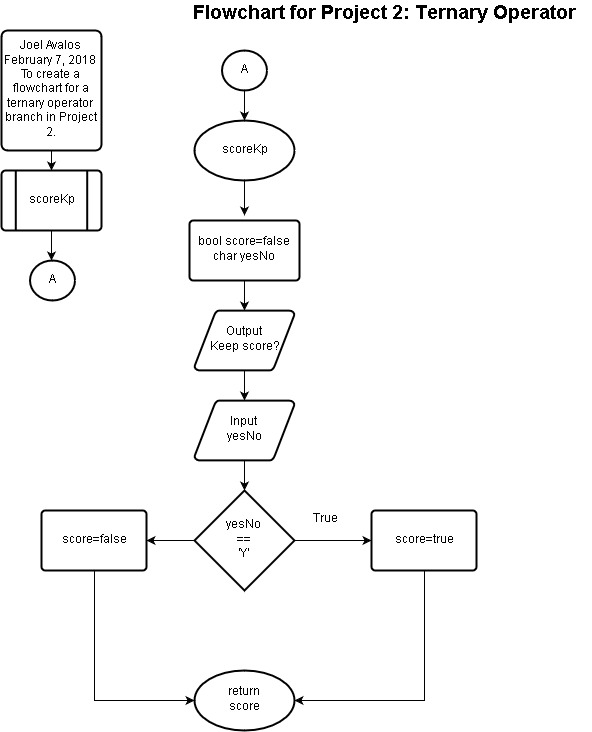 Flowchart for Project 2: Ternary Operator
Joel Avalos
February 7, 2018
To create a
flowchart for a
ternary operator
branch in Project
2.
scoreKp
A
A
scoreKp
bool score=false
char yesNo
Output
Keep score?
Input
yesNo
yesNo
==
'Y'
True
score=false
score=true
return
score